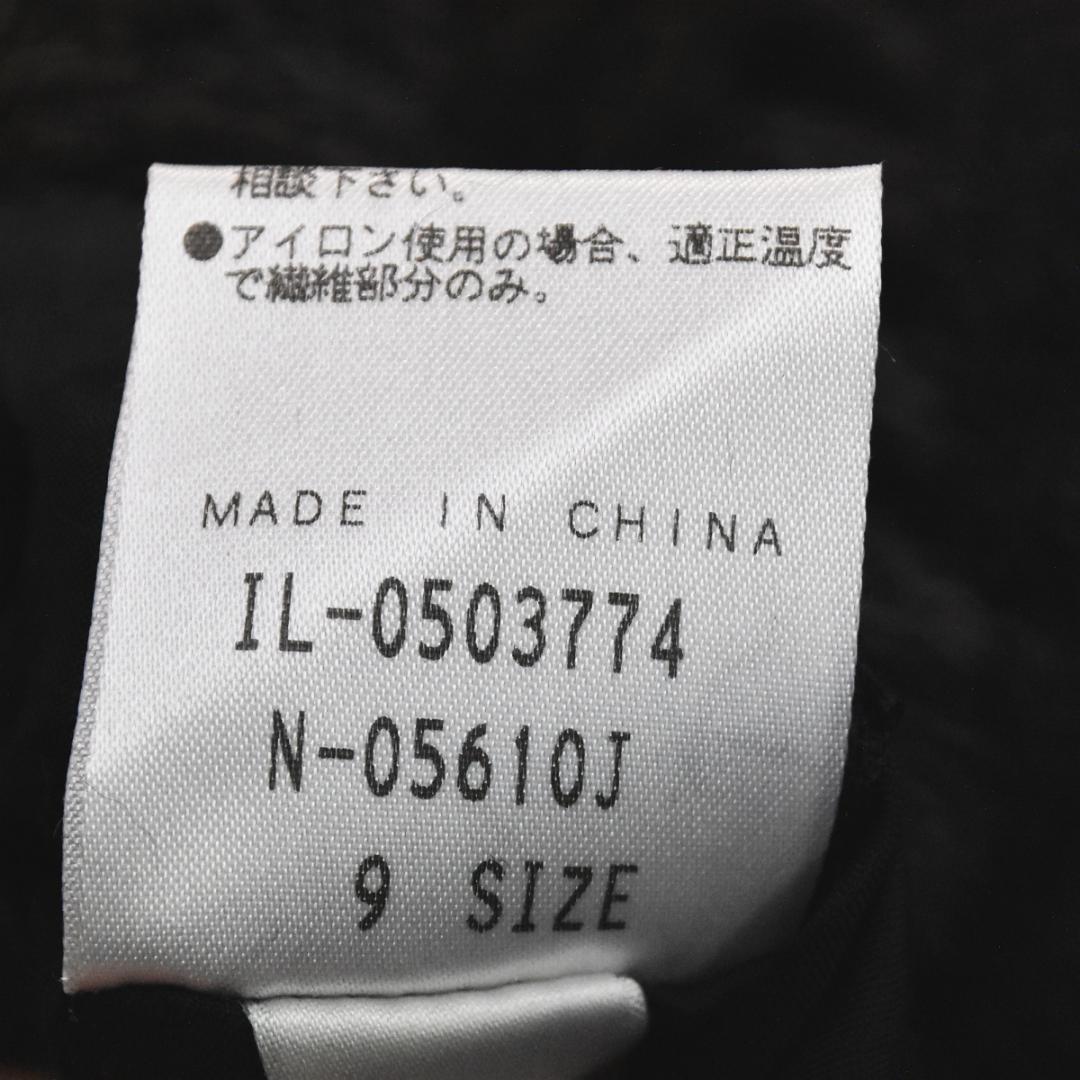 相談下さい。
●アイロン使用の場合、適正温度
で繊維部分のみ。
MADE IN CHINA
IL-0503774
N-05610J
9 SIZE